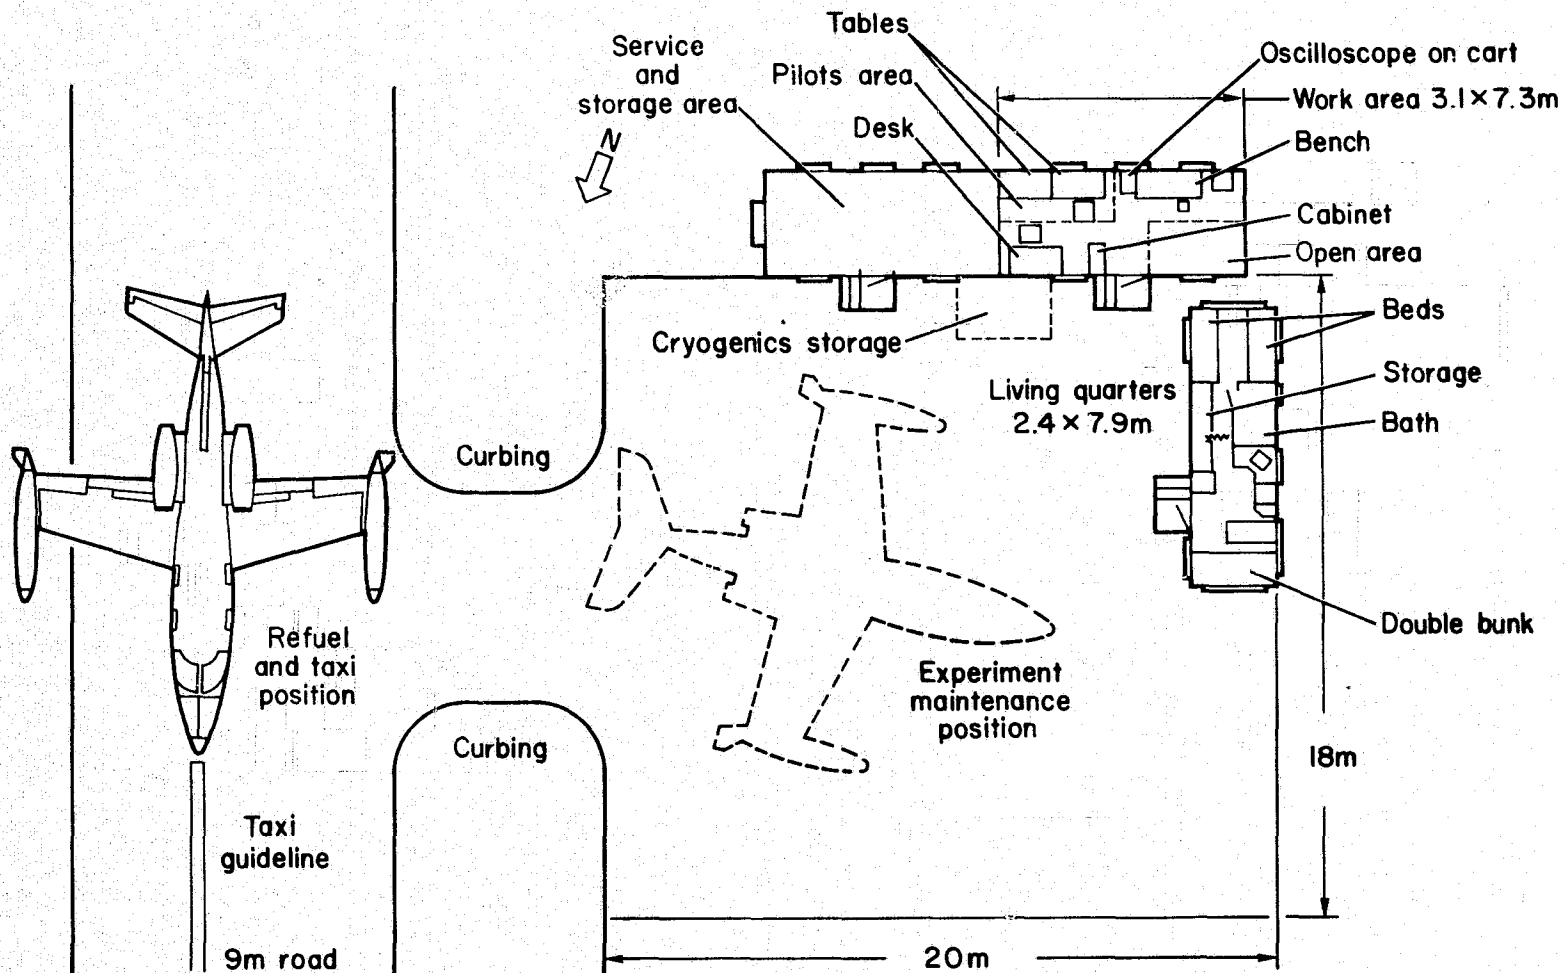 Tables
Service
and
storage area
Pilots area
Desk
N
Oscilloscope on cart
Work area 3.1×7.3m
Bench
Cabinet
Open area
Cryogenics storage
Beds
Storage
Bath
Living quarters
2.4×7.9m
Curbing
Double bunk
Refuel
and taxi
position
Experiment
maintenance
position
Curbing
18m
Taxi
guideline
9m road
20m